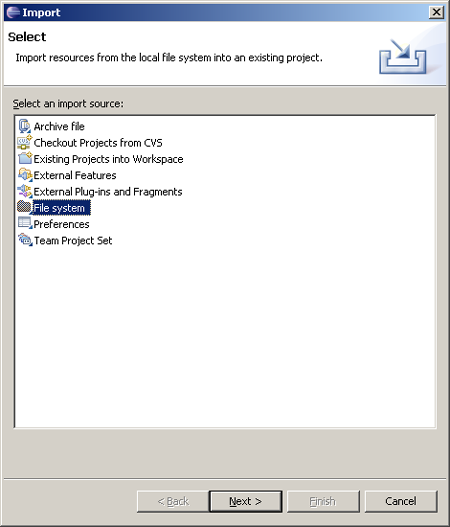 Import
Select
Import resources from the local file system into an existing project.
Select an import source:
Archive file
Checkout Projects from CVS
Existing Projects into Workspace
External Features
External Plug-ins and Fragments
File system
Preferences
Team Project Set
< Back Next > Finish Cancel